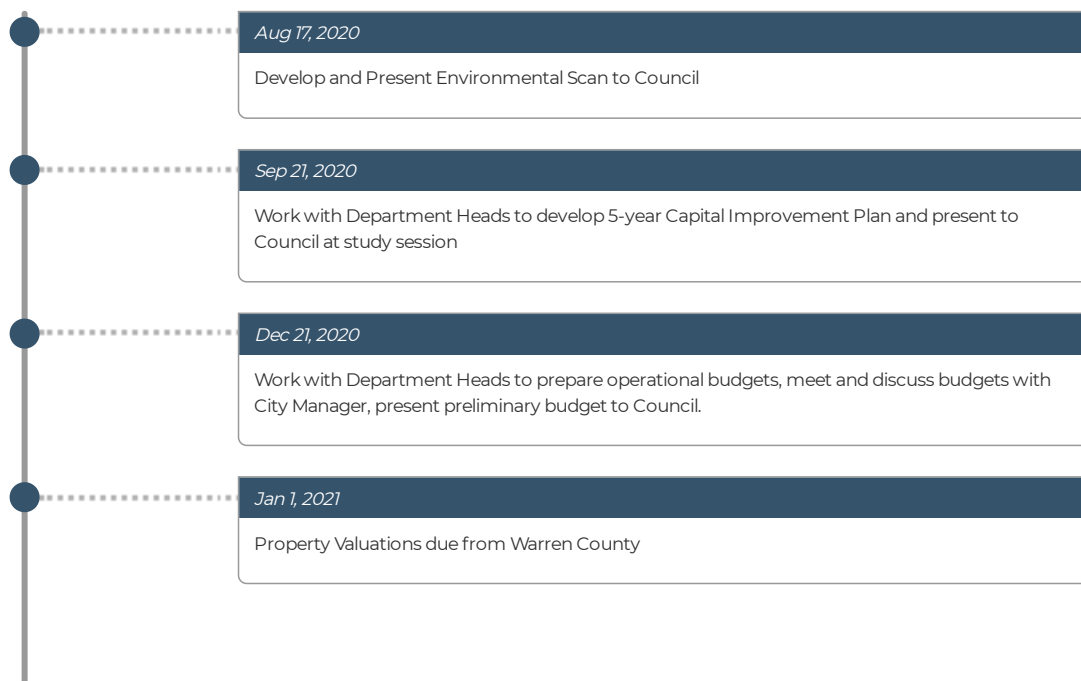 Aug 17, 2020
Develop and Present Environmental Scan to Council
Sep 21, 2020
Work with Department Heads to develop 5-year Capital Improvement Plan and present to
Council at study session
Dec 21, 2020
Work with Department Heads to prepare operational budgets, meet and discuss budgets with
City Manager, present preliminary budget to Council.
Jan 1, 2021
Property Valuations due from Warren County